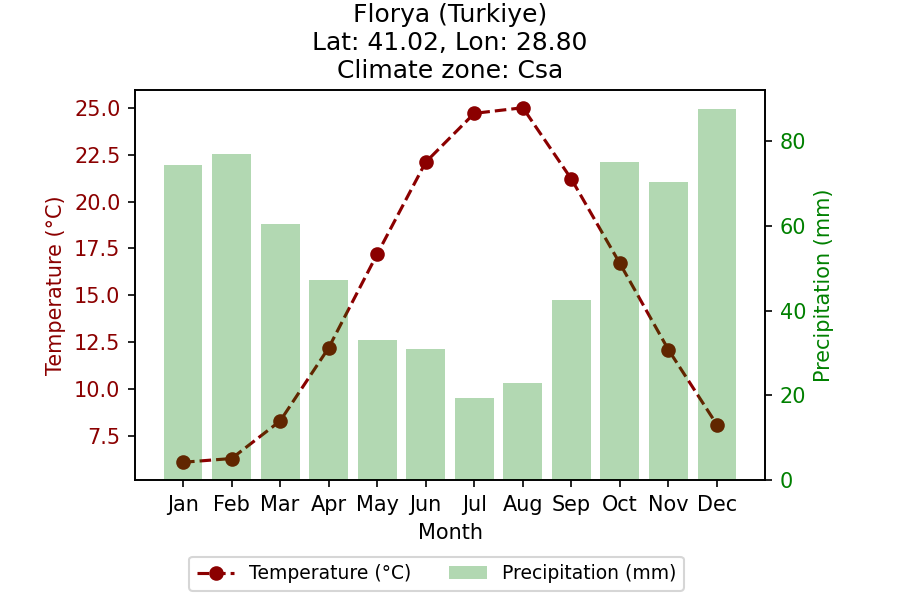 Florya (Turkiye)
Lat: 41.02, Lon: 28.80
Climate zone: Csa
Temperature (°C)
25.0
22.5
20.0
17.5
15.0
12.5
10.0
7.5
Precipitation (mm)
80
60
40
20
0
Jan Feb Mar Apr May Jun Jul Aug Sep Oct Nov Dec
Month
Temperature (°C) Precipitation (mm)